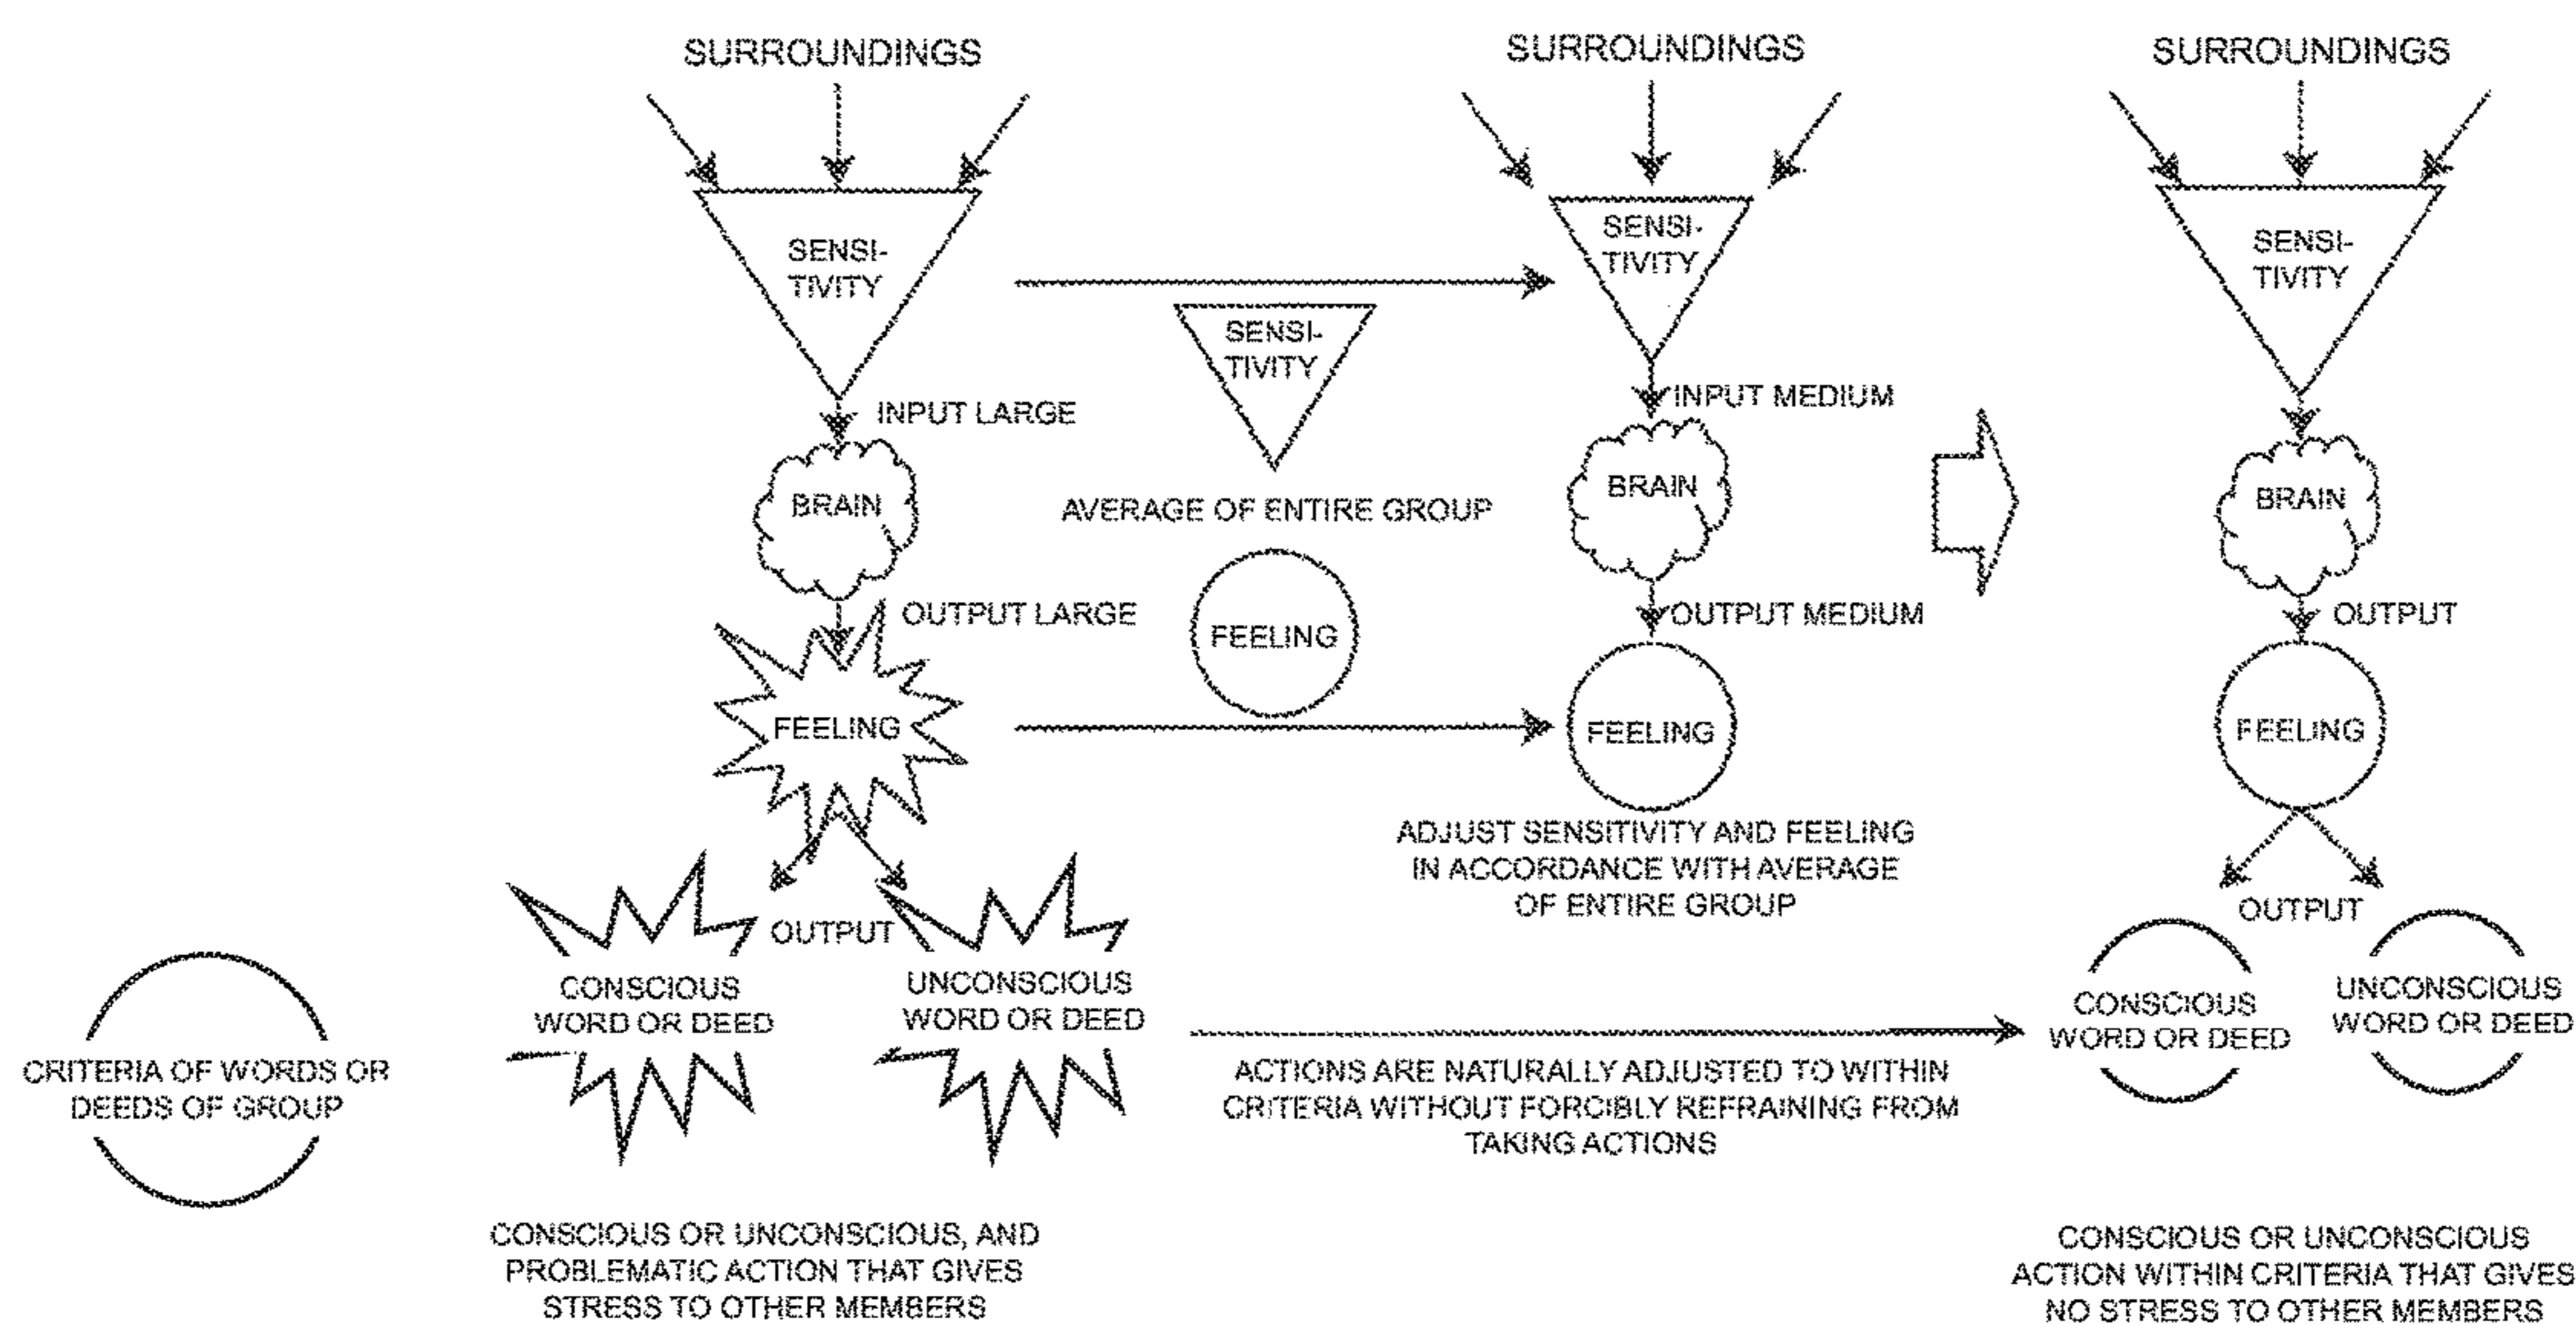 SURROUNDINGS
SENSI-
TIVITY
INPUT LARGE
BRAIN
OUTPUT LARGE
FEELING
OUTPUT
CONSCIOUS
WORD OR DEED
UNCONSCIOUS
WORD OR DEED
CRITERIA OF WORDS OR
DEEDS OF GROUP
CONSCIOUS OR UNCONSCIOUS, AND
PROBLEMATIC ACTION THAT GIVES
STRESS TO OTHER MEMBERS
SENSI-
TIVITY
AVERAGE OF ENTIRE GROUP
FEELING
SURROUNDINGS
SENSI-
TIVITY
INPUT MEDIUM
BRAIN
OUTPUT MEDIUM
FEELING
ADJUST SENSITIVITY AND FEELING
IN ACCORDANCE WITH AVERAGE
OF ENTIRE GROUP
ACTIONS ARE NATURALLY ADJUSTED TO WITHIN
CRITERIA WITHOUT FORCIBLY REFRAINING FROM
TAKING ACTIONS
SURROUNDINGS
SENSI-
TIVITY
BRAIN
OUTPUT
FEELING
OUTPUT
CONSCIOUS
WORD OR DEED
UNCONSCIOUS
WORD OR DEED
CONSCIOUS OR UNCONSCIOUS
ACTION WITHIN CRITERIA THAT GIVES
NO STRESS TO OTHER MEMBERS